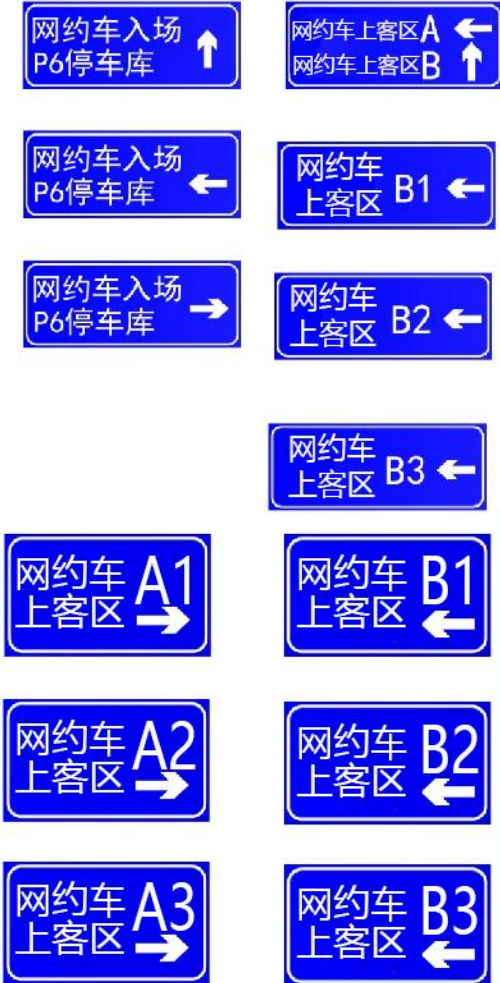 网约车入场
P6停车库
网约车上客区A
网约车上客区B
网约车入场
P6停车库
网约车
上客区
B1
网约车入场
P6停车库
网约车
上客区
B2
网约车
上客区
B3
网约车
上客区
A1
网约车
上客区
B1
网约车
上客区
A2
网约车
上客区
B2
网约车
上客区
A3
网约车
上客区
B3